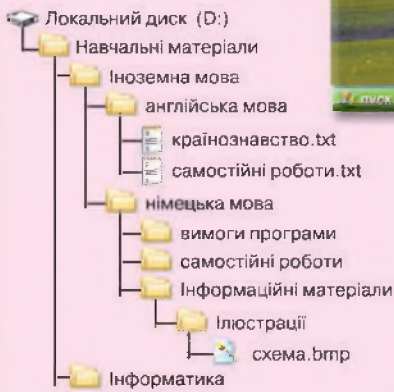 Локальний диск (D:)
Навчальні матеріали
Іноземна мова
англійська мова
пуск
країнознавство.txt
самостійні роботи.txt
німецька мова
вимоги програми
самостійні роботи
Інформаційні матеріали
Ілюстрації
схема.bmp
Інформатика